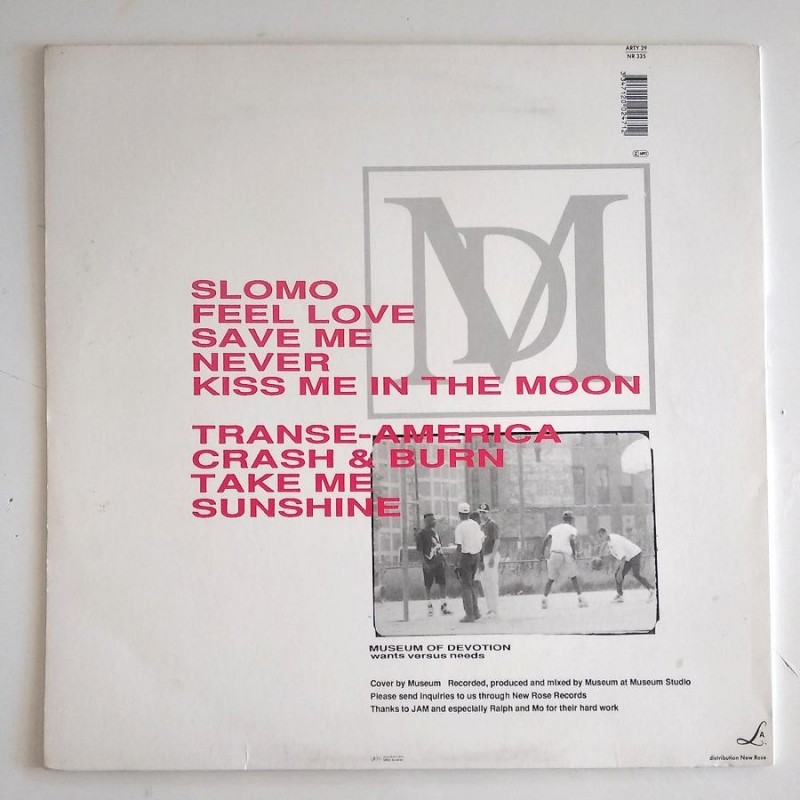 ARTY 29
NR 335
MD
SLOMO
FEEL LOVE
SAVE ME
NEVER
KISS ME IN THE MOON
TRANSE-AMERICA
CRASH & BURN
TAKE ME
SUNSHINE
MUSEUM OF DEVOTION
wants versus needs
Cover by Museum Recorded, produced and mixed by Museum at Museum Studio
Please send inquiries to us through New Rose Records
Thanks to JAM and especially Ralph and Mo for their hard work
LA
distribution New Rose